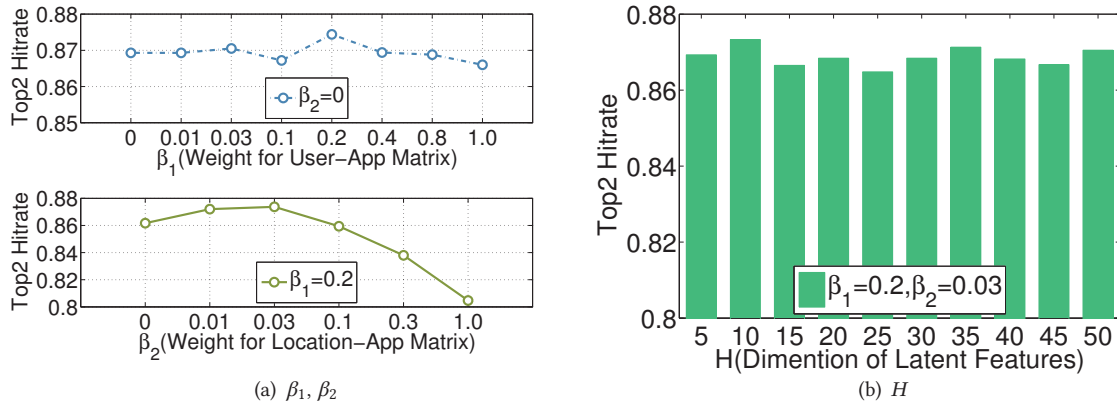 0.88
0.87
0.86
0.85
Top2 Hitrate
β2=0
0 0.01 0.03 0.1 0.2 0.4 0.8 1.0
β1(Weight for User−App Matrix)
0.88
0.86
0.84
0.82
0.8
Top2 Hitrate
β1=0.2
0 0.01 0.03 0.1 0.3 1.0
β2(Weight for Location−App Matrix)
(a) β1, β2
0.88
0.86
0.84
0.82
0.8
Top2 Hitrate
β1=0.2,β2=0.03
5 10 15 20 25 30 35 40 45 50
H(Dimention of Latent Features)
(b) H